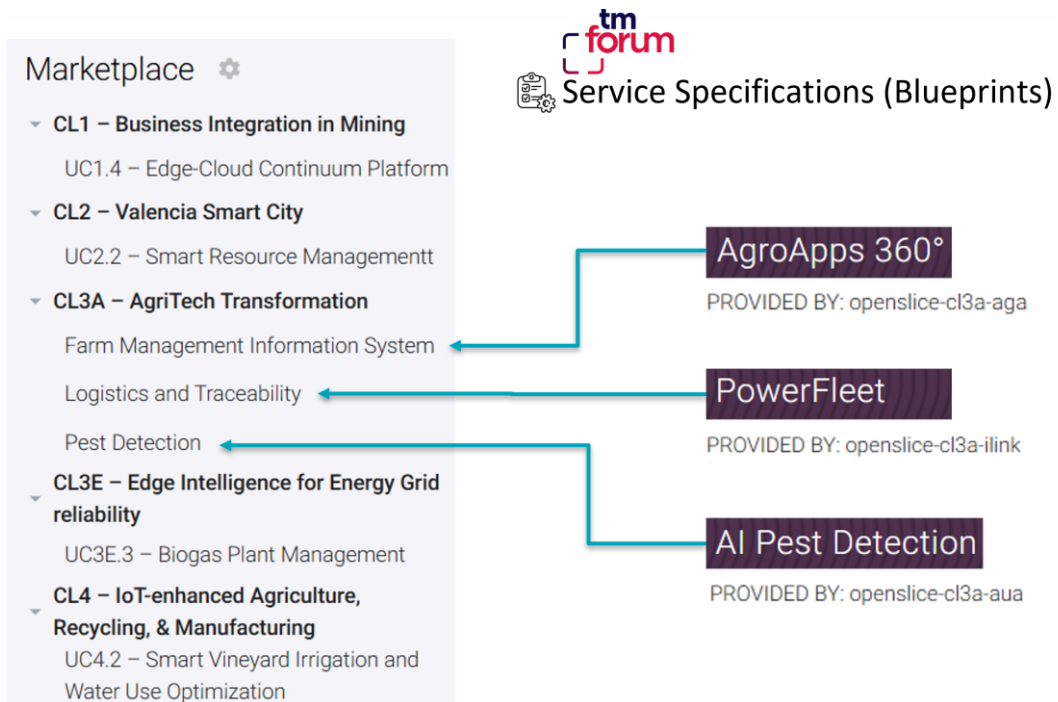 Marketplace
CL1 – Business Integration in Mining
UC1.4 – Edge-Cloud Continuum Platform
CL2 – Valencia Smart City
UC2.2 – Smart Resource Managementt
CL3A – AgriTech Transformation
Farm Management Information System
Logistics and Traceability
Pest Detection
CL3E – Edge Intelligence for Energy Grid
reliability
UC3E.3 – Biogas Plant Management
CL4 – IoT-enhanced Agriculture,
Recycling, & Manufacturing
UC4.2 – Smart Vineyard Irrigation and
Water Use Optimization
tm
forum
Service Specifications (Blueprints)
AgroApps 360°
PROVIDED BY: openslice-cl3a-aga
PowerFleet
PROVIDED BY: openslice-cl3a-ilink
AI Pest Detection
PROVIDED BY: openslice-cl3a-aua